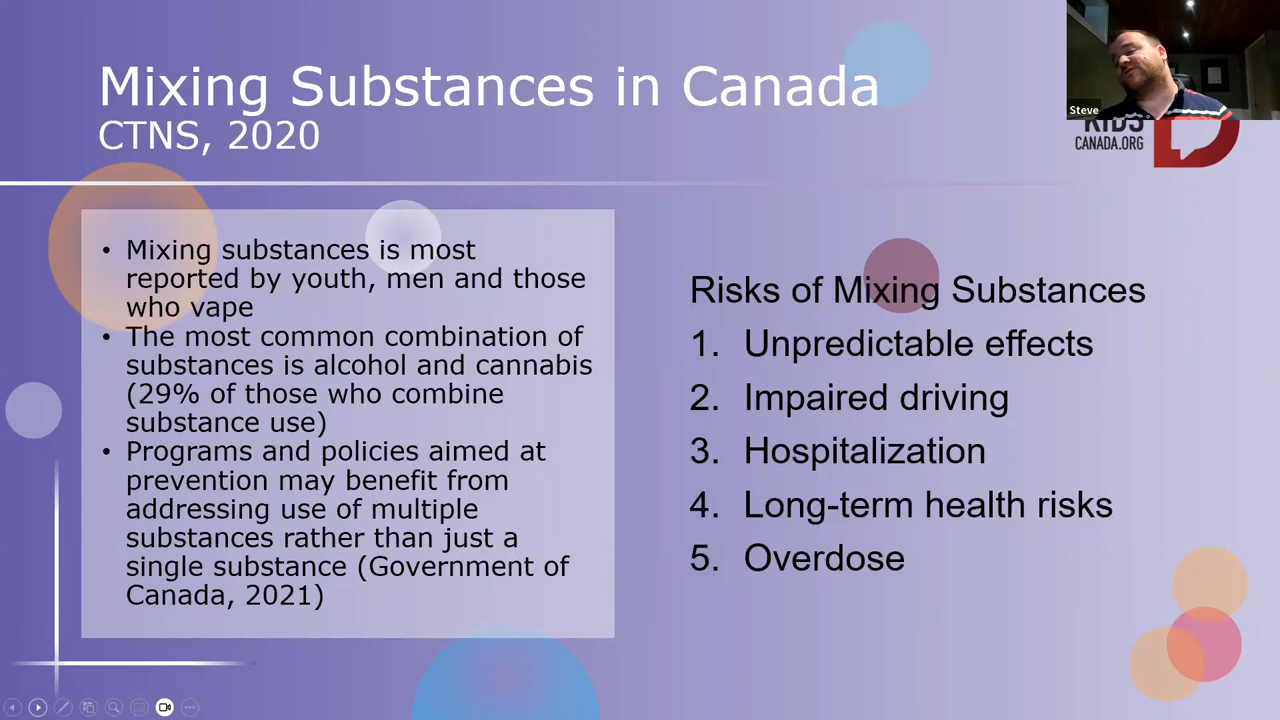 Mixing Substances in Canada
CTNS, 2020
Steve
KIDS
CANADA.ORG
• Mixing substances is most
reported by youth, men and those
who vape
• The most common combination of
substances is alcohol and cannabis
(29% of those who combine
substance use)
• Programs and policies aimed at
prevention may benefit from
addressing use of multiple
substances rather than just a
single substance (Government of
Canada, 2021)
Risks of Mixing Substances
1. Unpredictable effects
2. Impaired driving
3. Hospitalization
4. Long-term health risks
5. Overdose